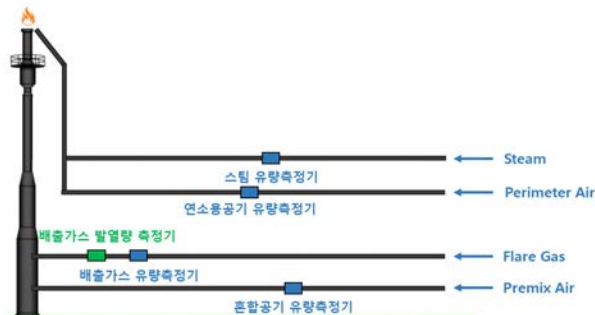 Steam
스팀 유량측정기
Perimeter Air
연소용공기 유량측정기
배출가스 발열량 측정기
Flare Gas
배출가스 유량측정기
Premix Air
혼합공기 유량측정기